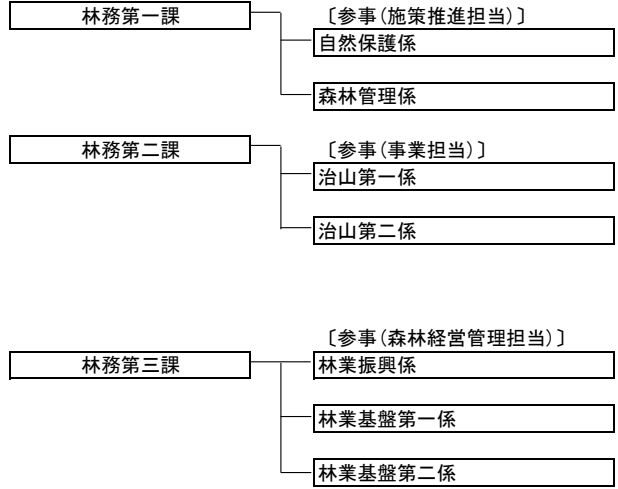 林務第一課 〔参事(施策推進担当)〕
自然保護係
森林管理係
林務第二課 〔参事(事業担当)〕
治山第一係
治山第二係
〔参事(森林経営管理担当)〕
林務第三課 林業振興係
林業基盤第一係
林業基盤第二係